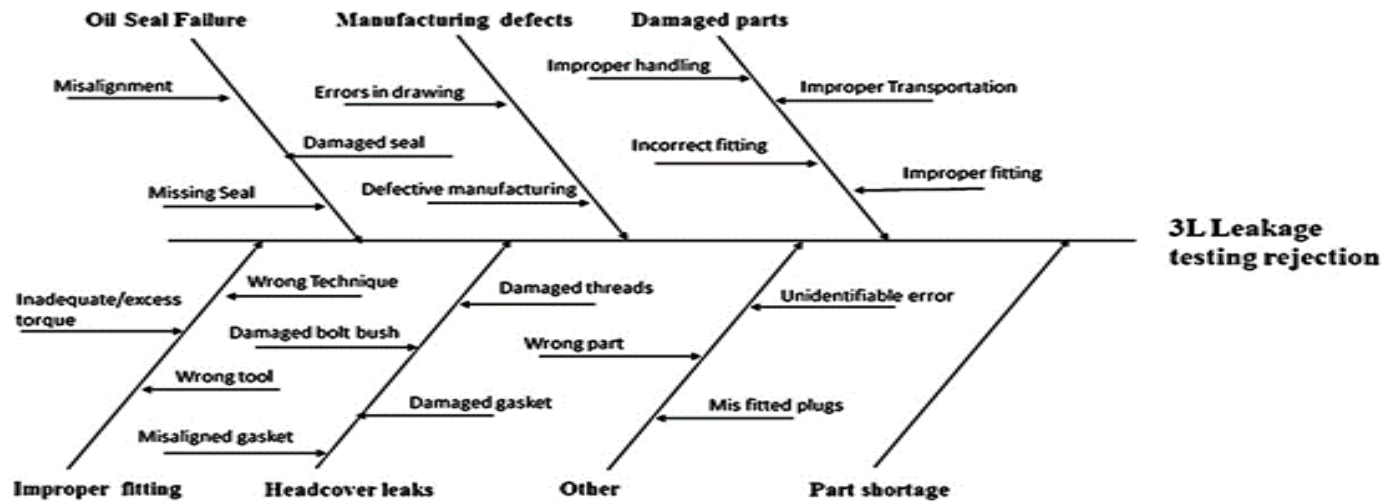 Oil Seal Failure
Manufacturing defects
Damaged parts
Misalignment
Errors in drawing
Improper handling
Improper Transportation
Damaged seal
Incorrect fitting
Missing Seal
Defective manufacturing
Improper fitting
3L Leakage
testing rejection
Inadequate/excess
torque
Wrong Technique
Damaged threads
Unidentifiable error
Damaged bolt bush
Wrong part
Wrong tool
Damaged gasket
Mis fitted plugs
Misaligned gasket
Improper fitting
Headcover leaks
Other
Part shortage